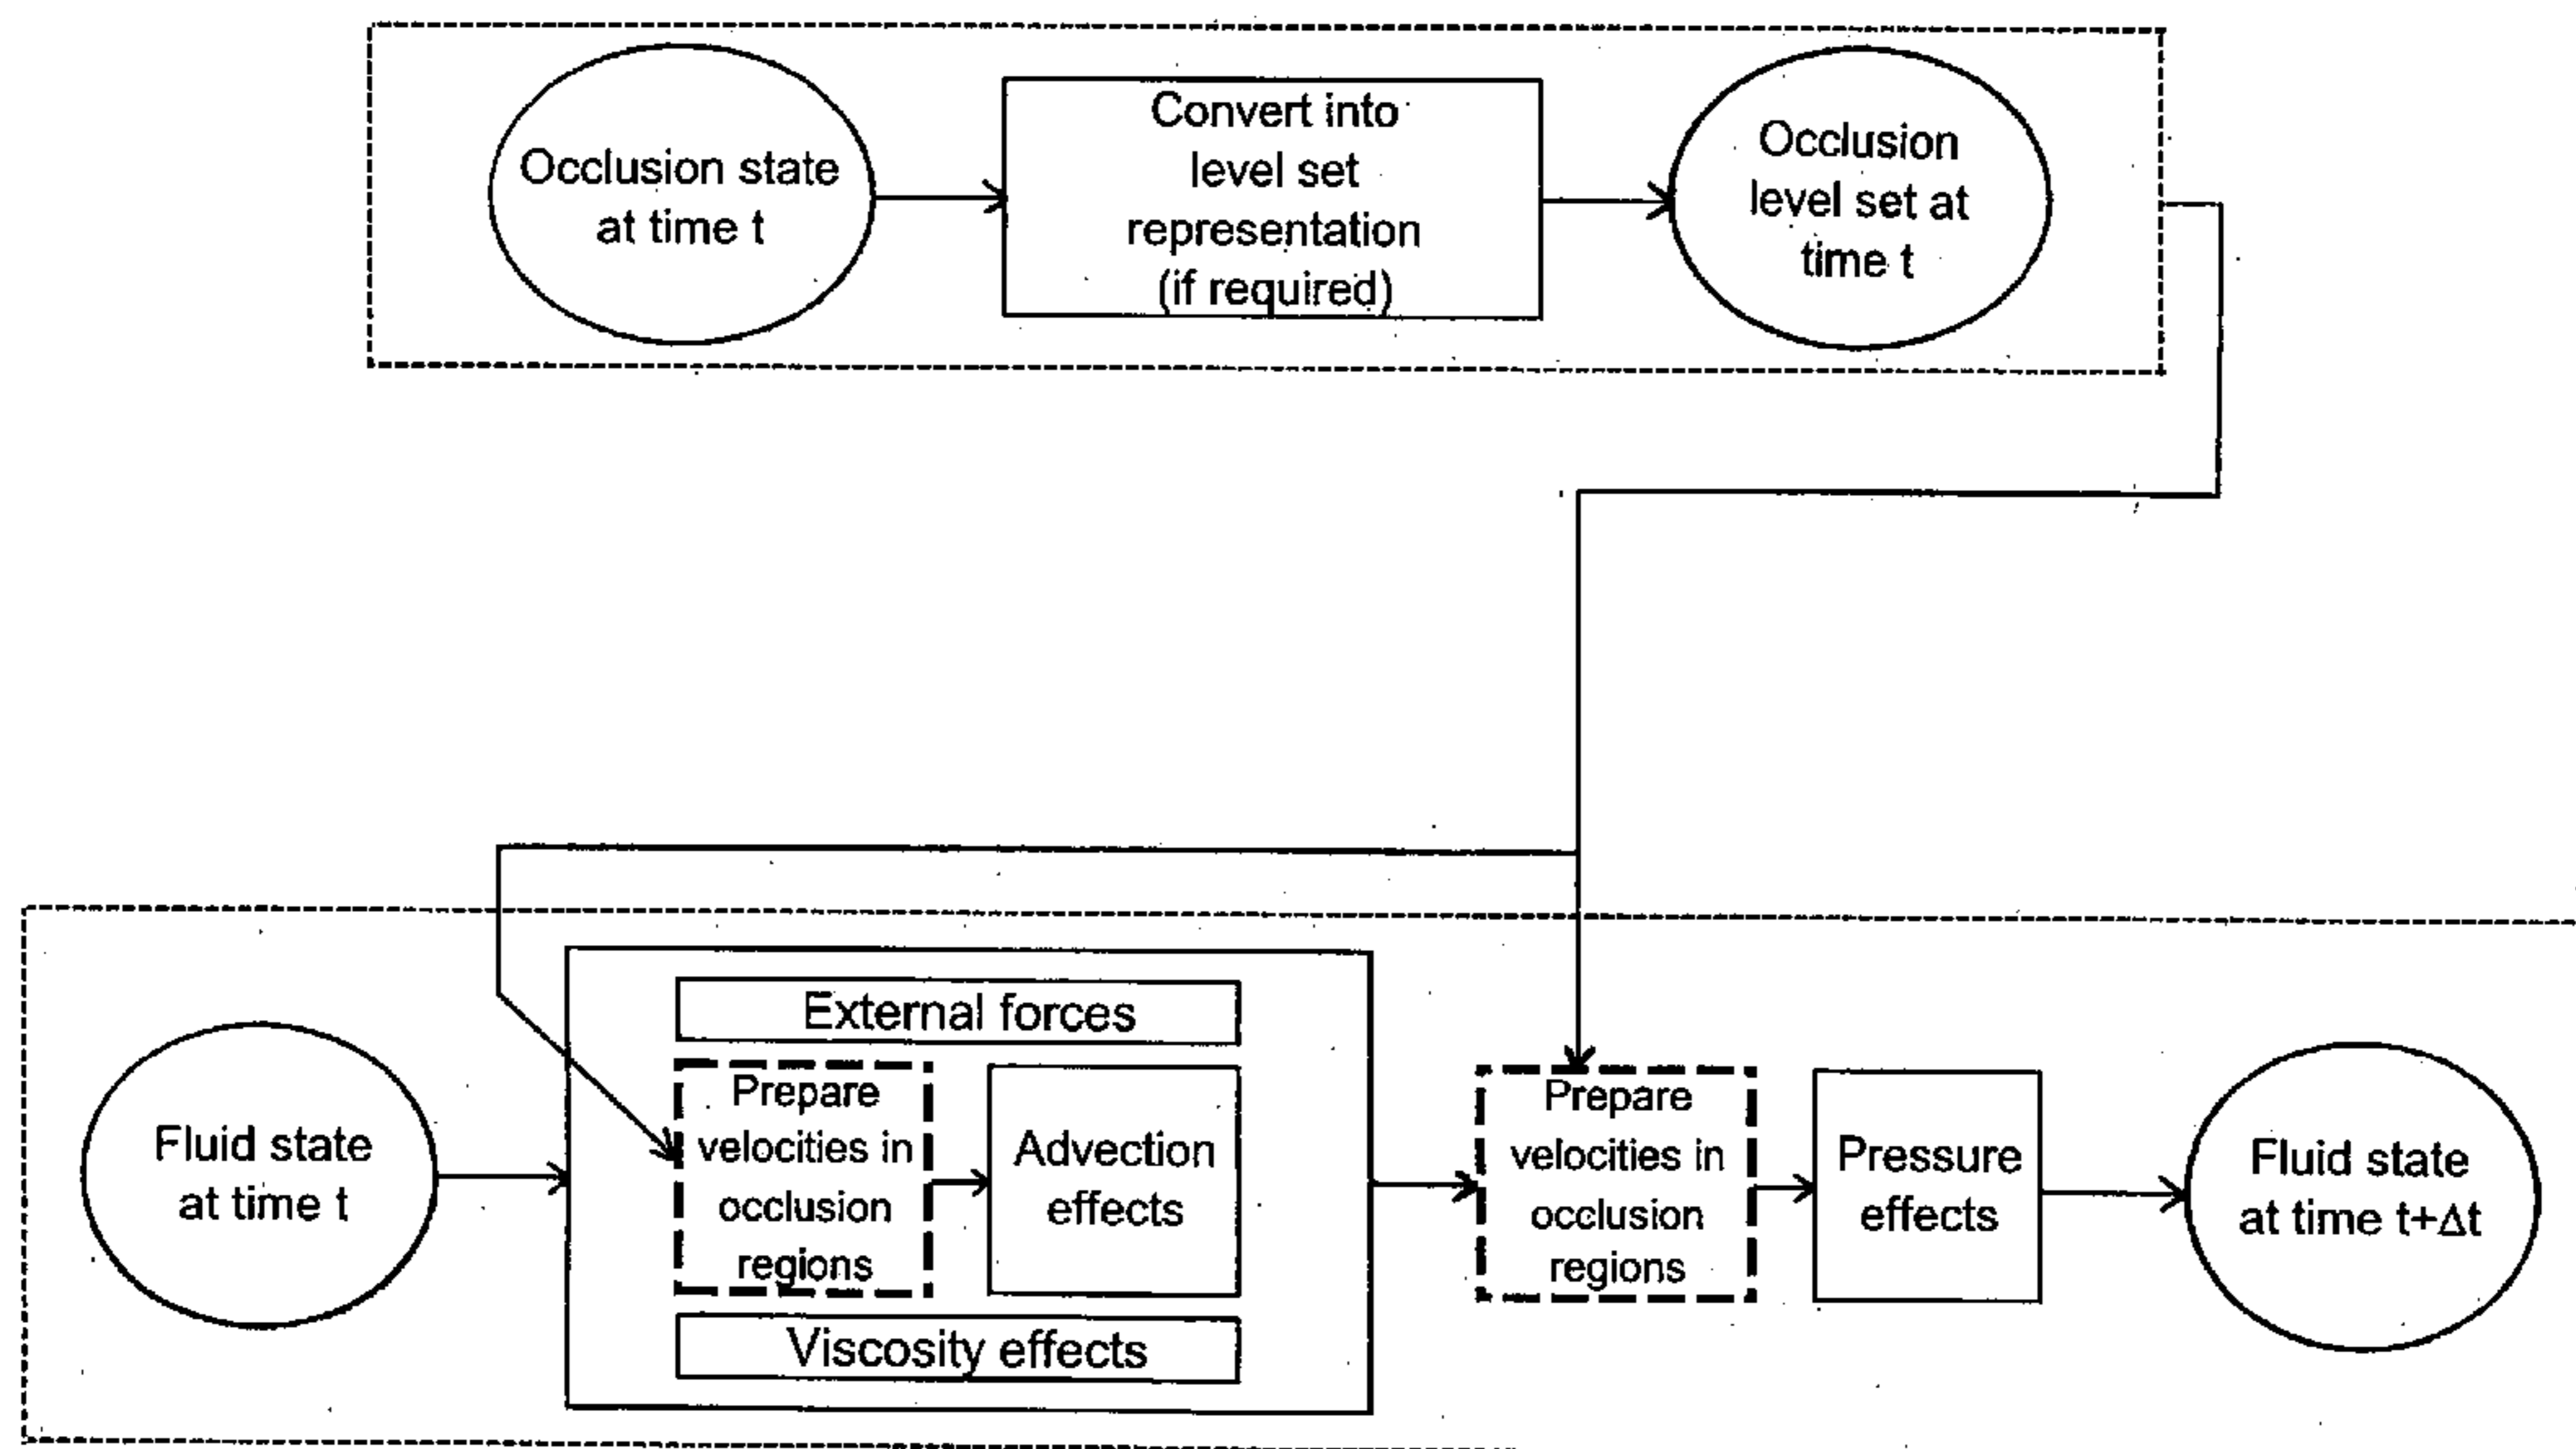 Occlusion state
at time t
Convert into
level set
representation
(if required)
Occlusion
level set at
time t
Fluid state
at time t
External forces
Prepare
velocities in
occlusion
regions
Advection
effects
Viscosity effects
Prepare
velocities in
occlusion
regions
Pressure
effects
Fluid state
at time t+Δt